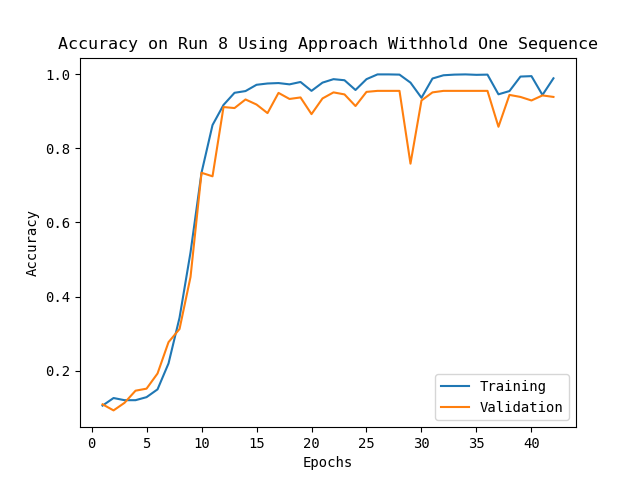 Accuracy on Run 8 Using Approach Withhold One Sequence
1.0
0.8
0.6
0.4
0.2
Accuracy
0 5 10 15 20 25 30 35 40
Epochs
Training
Validation